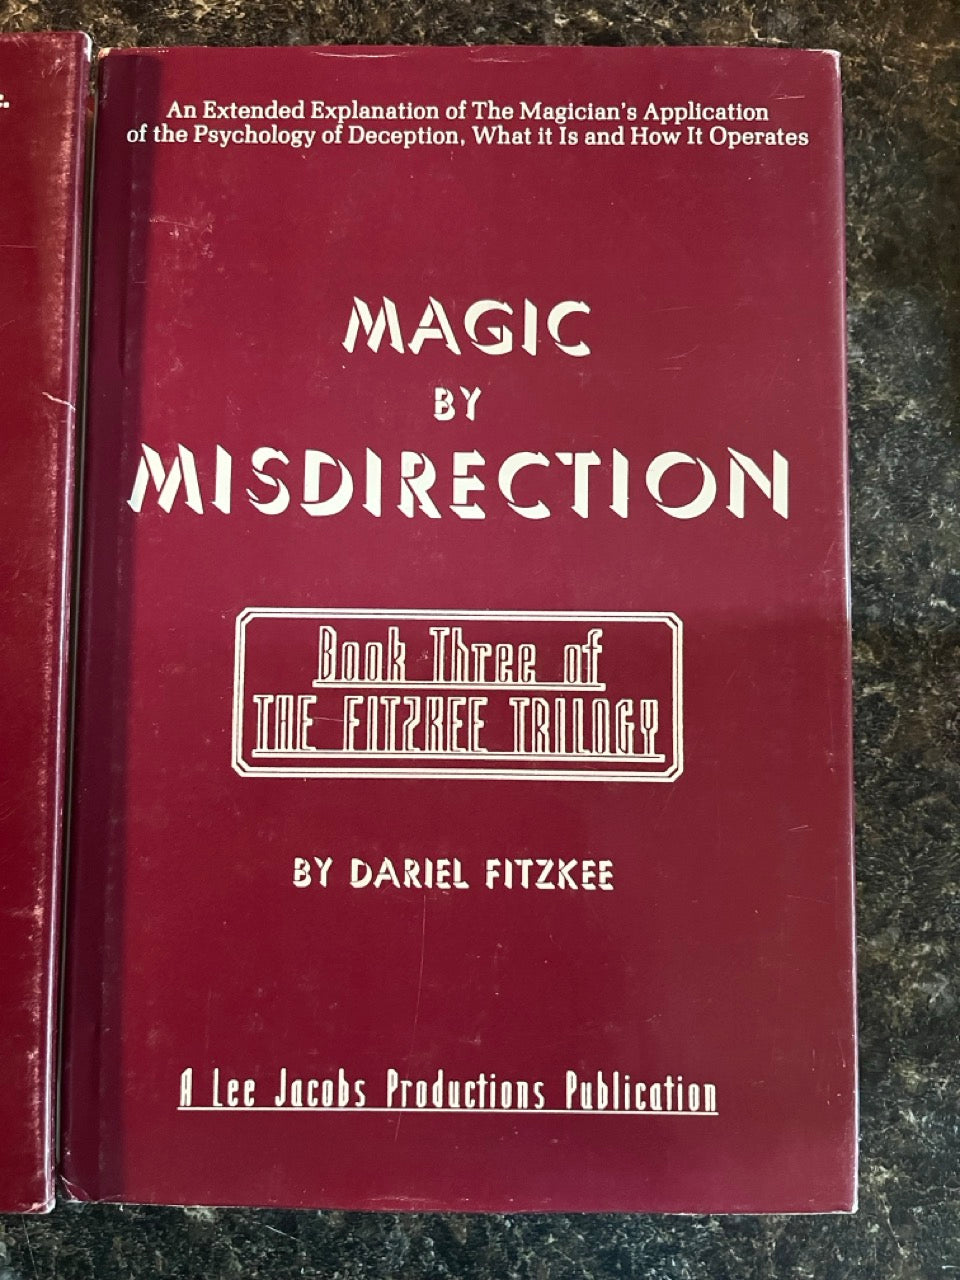 An Extended Explanation of The Magician's Application
of the Psychology of Deception, What it Is and How It Operates
MAGIC
BY
MISDIRECTION
Book Three of
THE FITZKEE TRILOGY
BY DARIEL FITZKEE
A Lee Jacobs Productions Publication